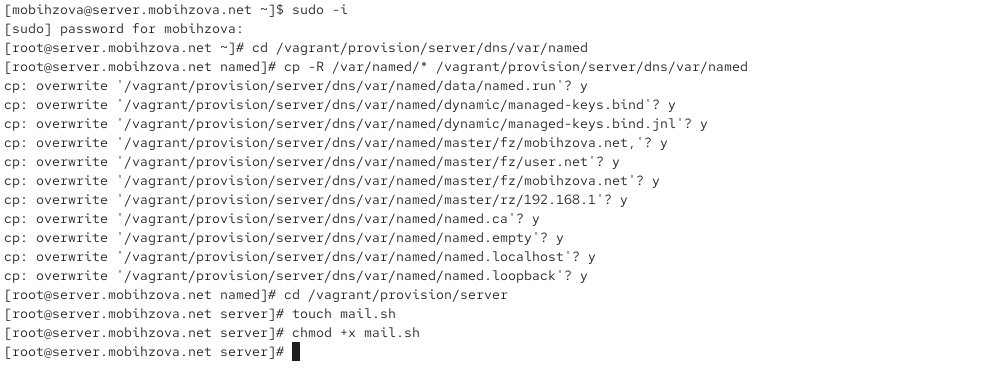 [mobihzova@server.mobihzova.net ~]$ sudo -i
[sudo] password for mobihzova:
[root@server.mobihzova.net ~]# cd /vagrant/provision/server/dns/var/named
[root@server.mobihzova.net named]# cp -R /var/named/* /vagrant/provision/server/dns/var/named
cp: overwrite '/vagrant/provision/server/dns/var/named/data/named.run'? y
cp: overwrite '/vagrant/provision/server/dns/var/named/dynamic/managed-keys.bind'? y
cp: overwrite '/vagrant/provision/server/dns/var/named/dynamic/managed-keys.bind.jnl'? y
cp: overwrite '/vagrant/provision/server/dns/var/named/master/fz/mobihzova.net,'? y
cp: overwrite '/vagrant/provision/server/dns/var/named/master/fz/user.net'? y
cp: overwrite '/vagrant/provision/server/dns/var/named/master/fz/mobihzova.net'? y
cp: overwrite '/vagrant/provision/server/dns/var/named/master/rz/192.168.1'? y
cp: overwrite '/vagrant/provision/server/dns/var/named/named.ca'? y
cp: overwrite '/vagrant/provision/server/dns/var/named/named.empty'? y
cp: overwrite '/vagrant/provision/server/dns/var/named/named.localhost'? y
cp: overwrite '/vagrant/provision/server/dns/var/named/named.loopback'? y
[root@server.mobihzova.net named]# cd /vagrant/provision/server
[root@server.mobihzova.net server]# touch mail.sh
[root@server.mobihzova.net server]# chmod +x mail.sh
[root@server.mobihzova.net server]#